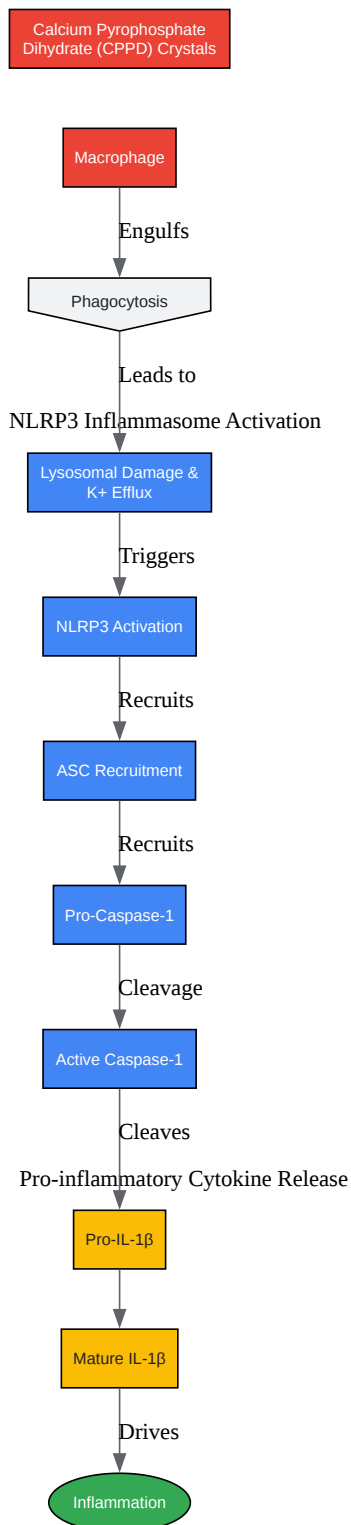 Calcium Pyrophosphate
Dihydrate (CPPD) Crystals
Macrophage
Engulfs
Phagocytosis
Leads to
NLRP3 Inflammasome Activation
Lysosomal Damage &
K+ Efflux
Triggers
NLRP3 Activation
Recruits
ASC Recruitment
Recruits
Pro-Caspase-1
Cleavage
Active Caspase-1
Cleaves
Pro-inflammatory Cytokine Release
Pro-IL-1β
Mature IL-1β
Drives
Inflammation